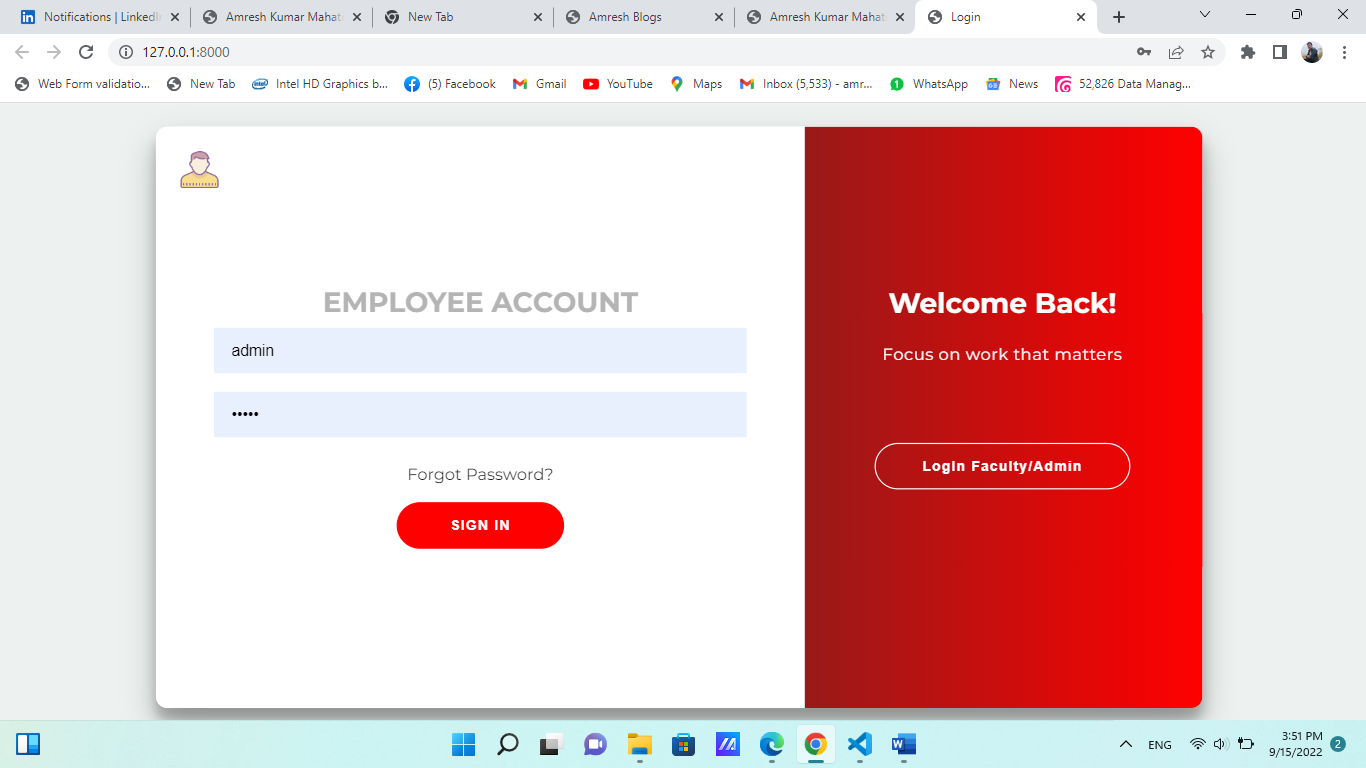 Notifications | LinkedIn
Amresh Kumar Mahat
New Tab
Amresh Blogs
Amresh Kumar Mahat
Login
127.0.0.1:8000
Web Form validatio...
New Tab
Intel HD Graphics b...
(5) Facebook
Gmail
YouTube
Maps
Inbox (5,533) - amr...
1
WhatsApp
News
52,826 Data Manag...
EMPLOYEE ACCOUNT
admin
•••••
Forgot Password?
SIGN IN
Welcome Back!
Focus on work that matters
LogIn Faculty/Admin
ENG
3:51 PM
9/15/2022
2